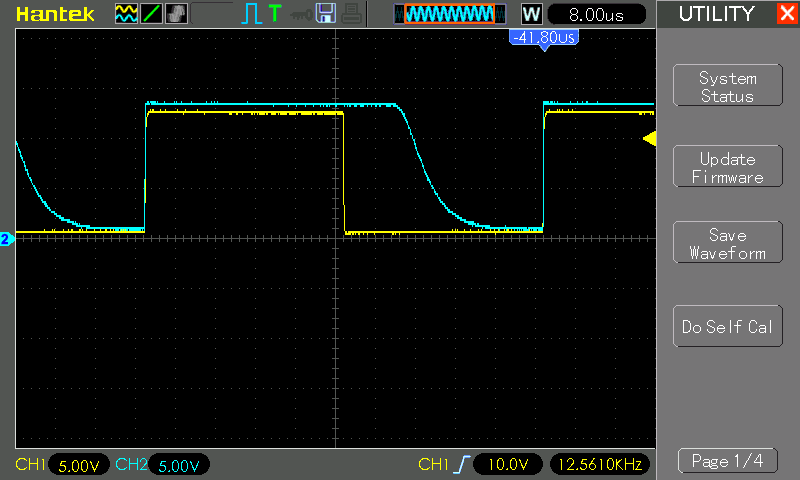 Hantek
T
W
8.00us
UTILITY
-41.80us
System
Status
Update
Firmware
2
Save
Waveform
Do Self Cal
CH1 5.00V CH2 5.00V CH1 10.0V 12.5610KHz
Page 1/4